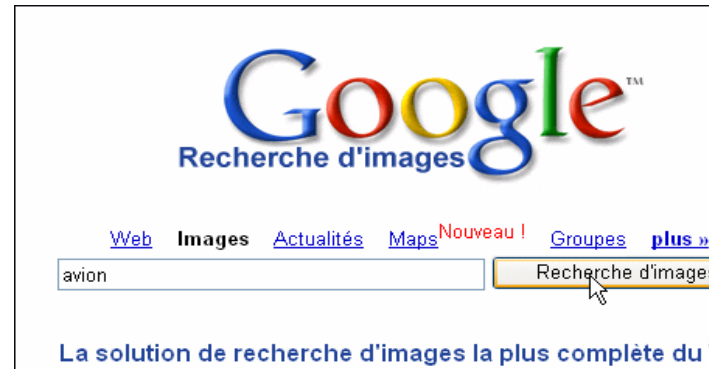 Google™
Recherche d'images
Web Images Actualités Maps Nouveau ! Groupes plus »
avion Recherche d'images
La solution de recherche d'images la plus complète du